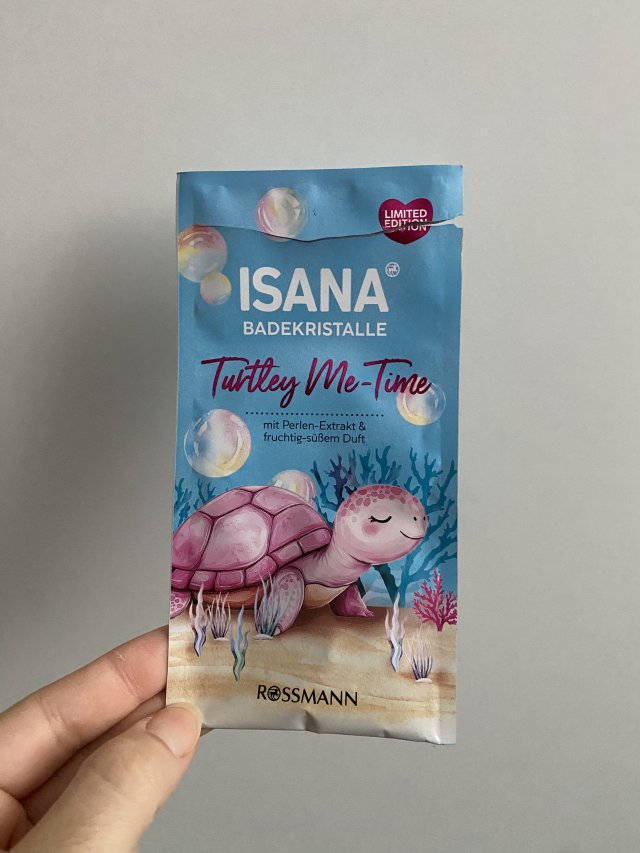 LIMITED
EDITION
ISANA
BADEKRISTALLE
Turtley Me-Time
mit Perlen-Extrakt &
fruchtig-süßem Duft
ROSSMANN